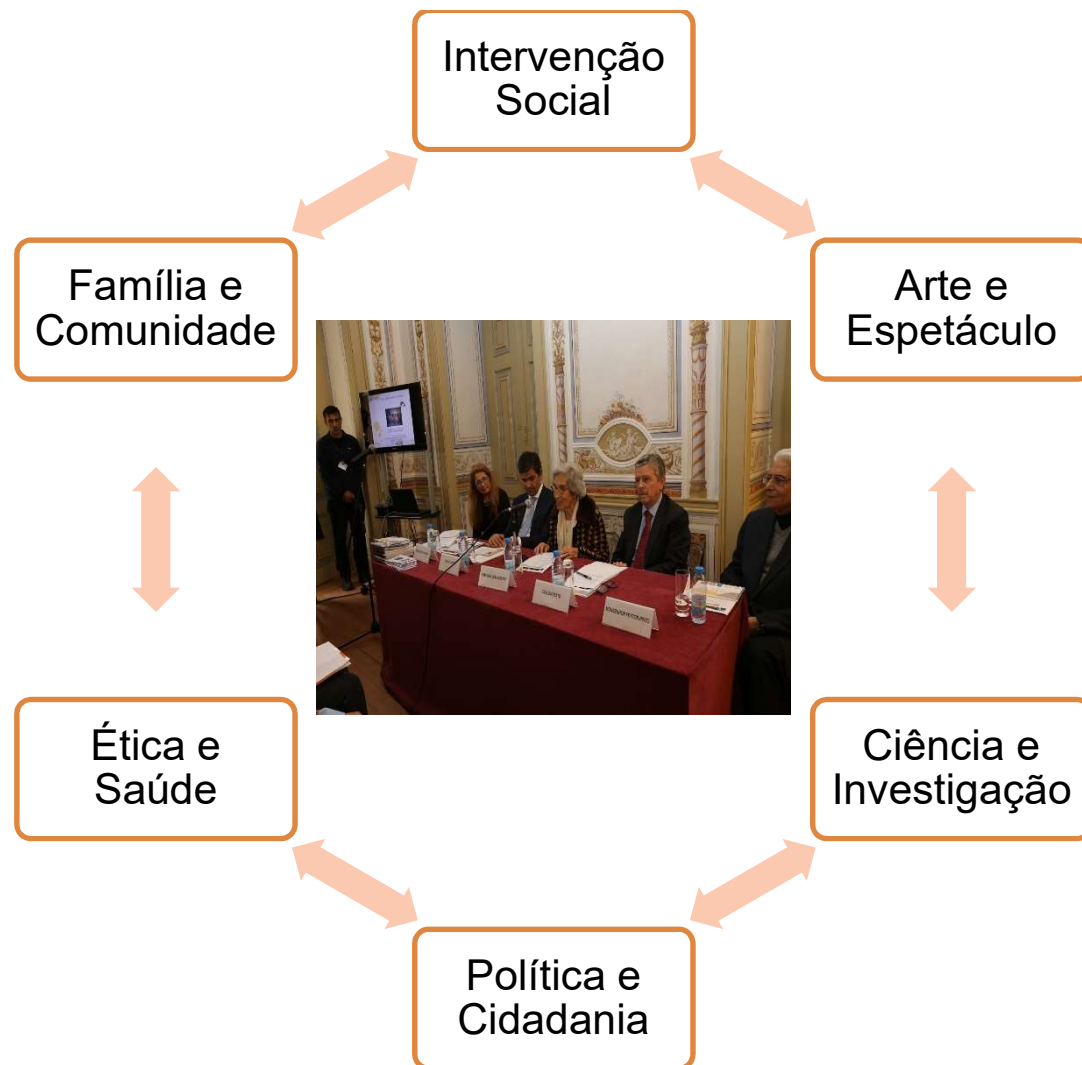 Intervenção
Social
Família e
Comunidade
Arte e
Espetáculo
Ética e
Saúde
Ciência e
Investigação
Política e
Cidadania